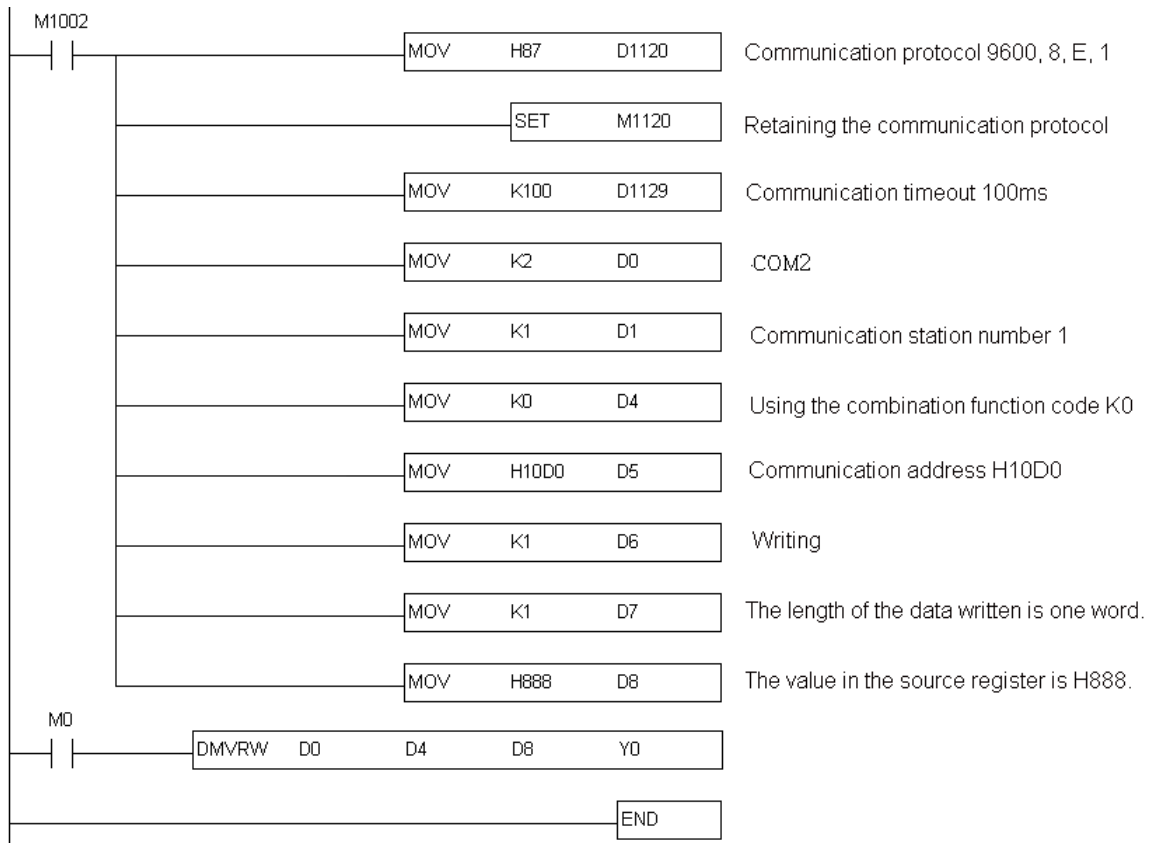 M1002
MOV H87 D1120 Communication protocol 9600, 8, E, 1
SET M1120 Retaining the communication protocol
MOV K100 D1129 Communication timeout 100ms
MOV K2 D0 COM2
MOV K1 D1 Communication station number 1
MOV K0 D4 Using the combination function code K0
MOV H10D0 D5 Communication address H10D0
MOV K1 D6 Writing
MOV K1 D7 The length of the data written is one word.
MOV H888 D8 The value in the source register is H888.
M0
DMVRW D0 D4 D8 Y0
END